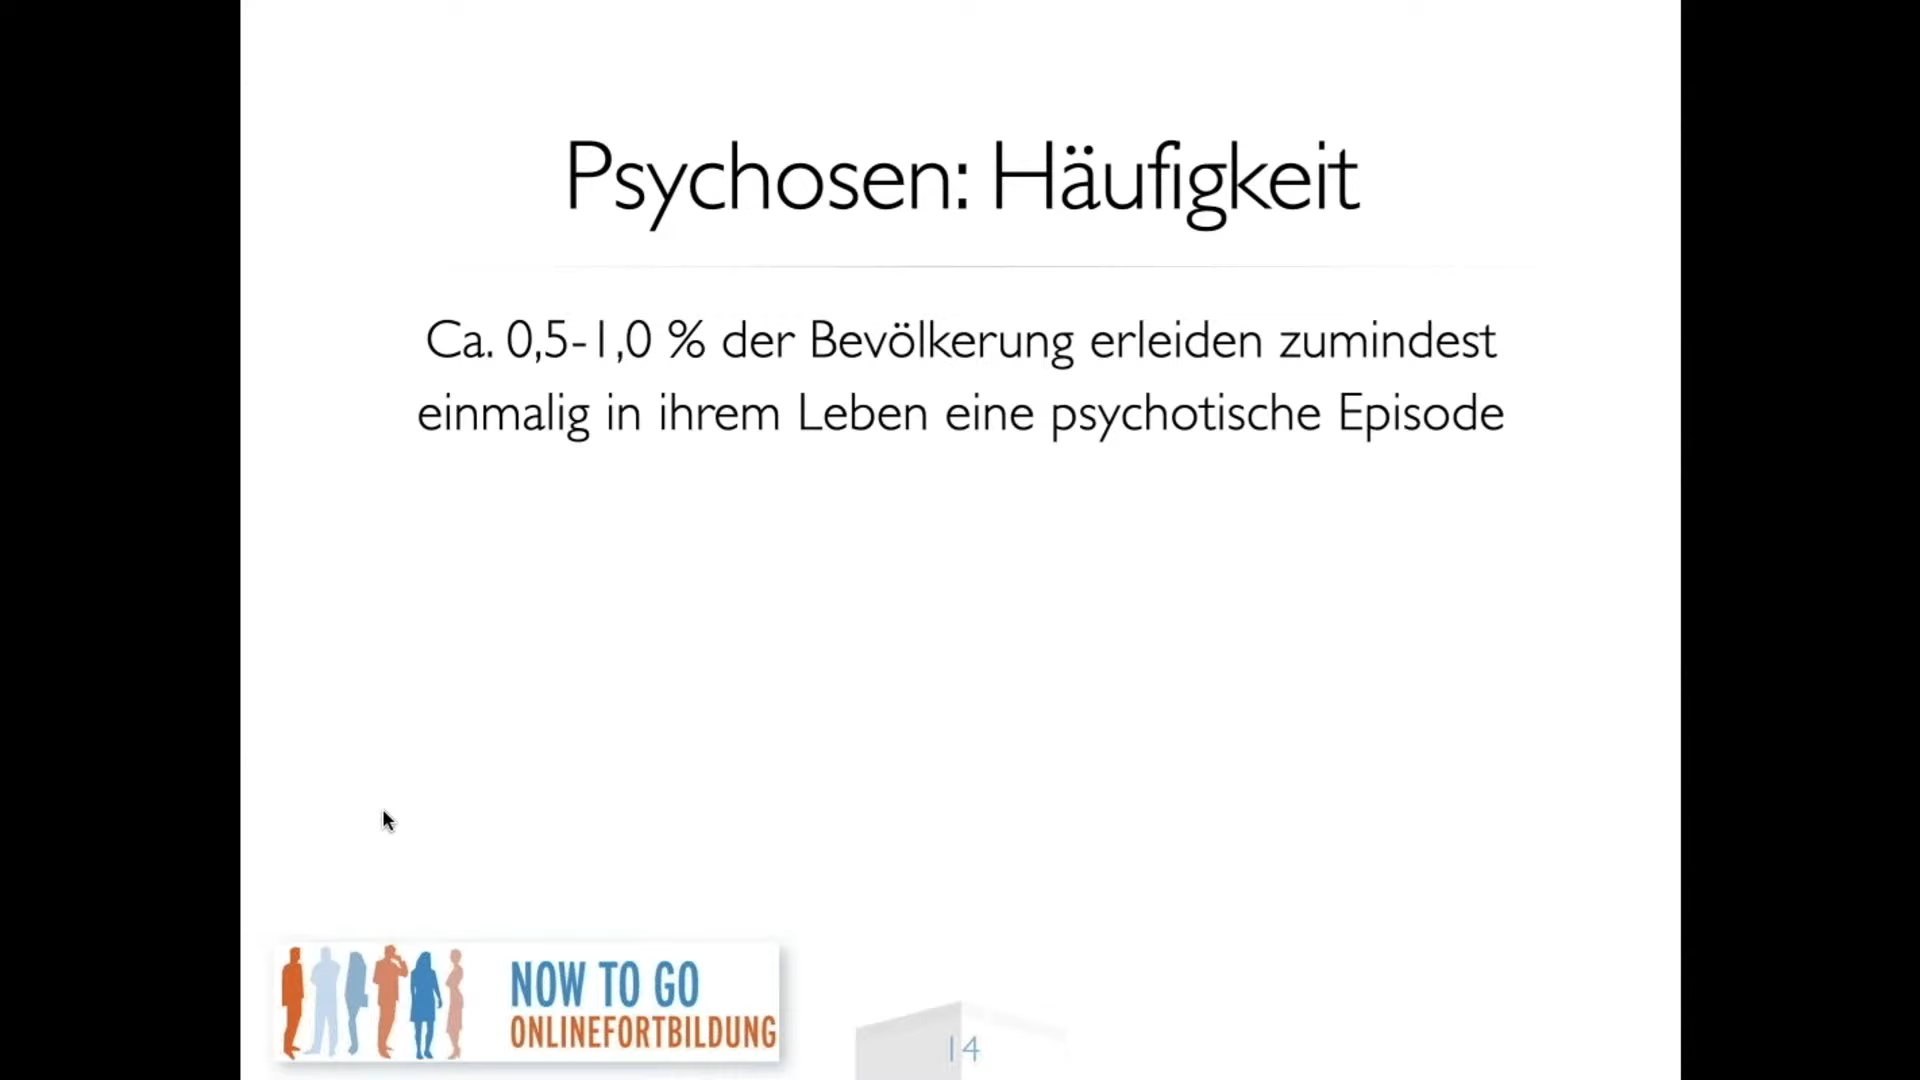 Psychosen: Häufigkeit
Ca. 0,5-1,0 % der Bevölkerung erleiden zumindest
einmalig in ihrem Leben eine psychotische Episode
NOW TO GO
ONLINEFORTBILDUNG
14